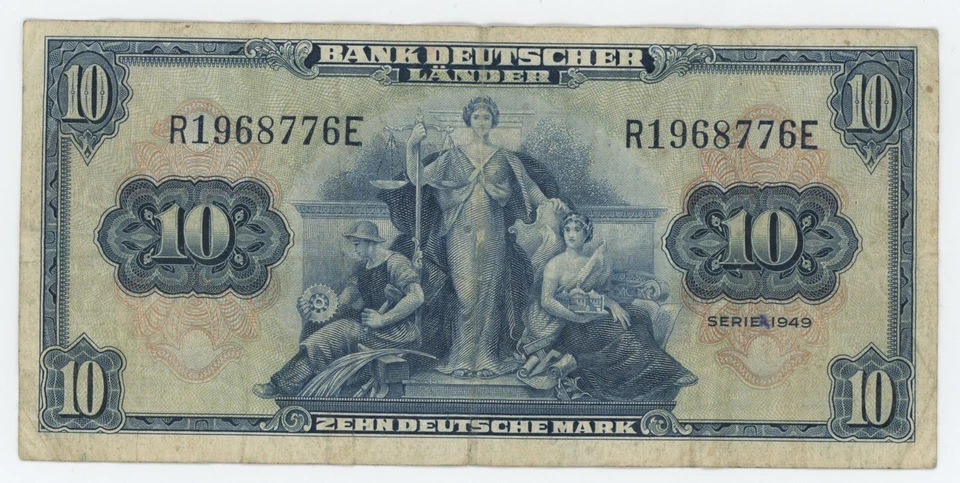 BANK DEUTSCHER
LÄNDER
10 10
R1968776E R1968776E
10 10
SERIE 1949
10 10
ZEHN DEUTSCHE MARK